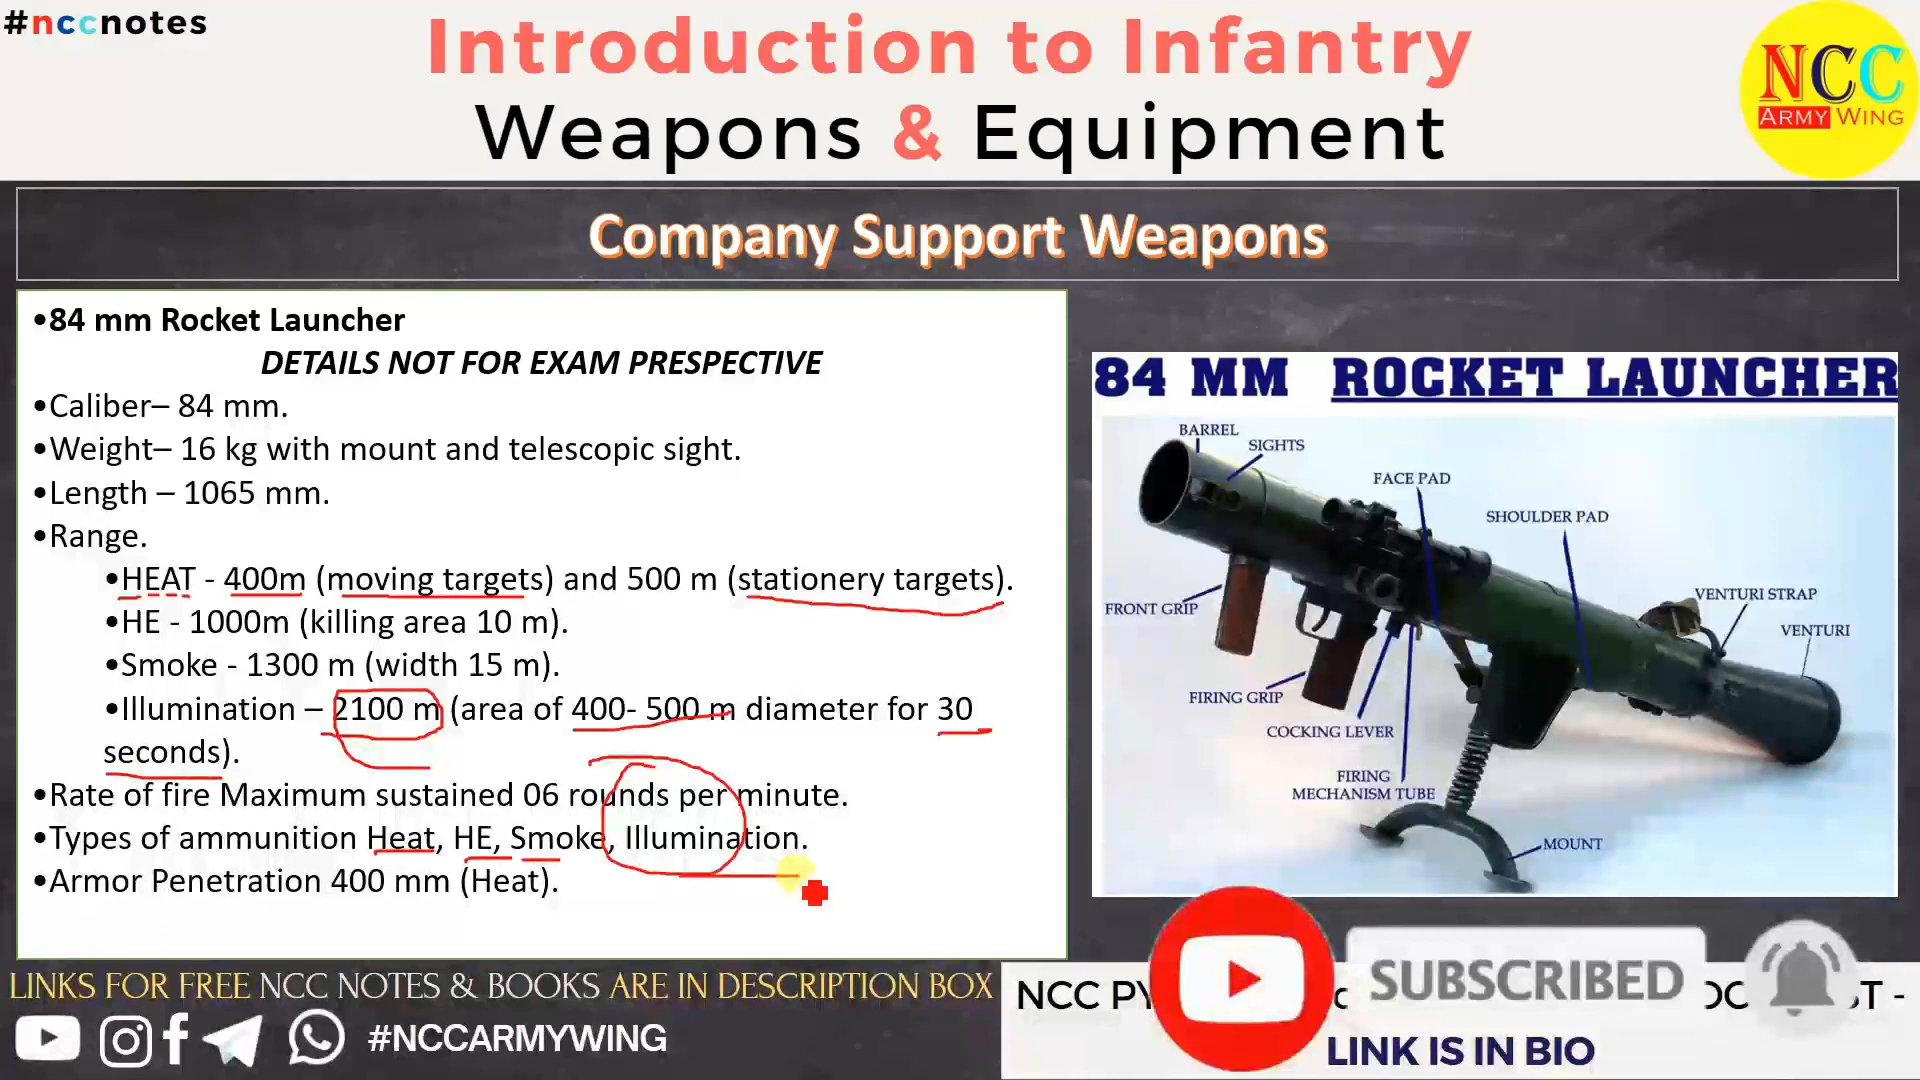 #nccnotes
Introduction to Infantry
Weapons & Equipment
NCC
ARMY WING
Company Support Weapons
•84 mm Rocket Launcher
DETAILS NOT FOR EXAM PRESPECTIVE
•Caliber– 84 mm.
•Weight– 16 kg with mount and telescopic sight.
•Length – 1065 mm.
•Range.
•HEAT - 400m (moving targets) and 500 m (stationery targets).
•HE - 1000m (killing area 10 m).
•Smoke - 1300 m (width 15 m).
•Illumination – 2100 m (area of 400- 500 m diameter for 30
seconds).
•Rate of fire Maximum sustained 06 rounds per minute.
•Types of ammunition Heat, HE, Smoke, Illumination.
•Armor Penetration 400 mm (Heat).
84 MM ROCKET LAUNCHER
BARREL
SIGHTS
FACE PAD
SHOULDER PAD
VENTURI STRAP
VENTURI
FRONT GRIP
FIRING GRIP
COCKING LEVER
FIRING
MECHANISM TUBE
MOUNT
LINKS FOR FREE NCC NOTES & BOOKS ARE IN DESCRIPTION BOX
#NCCARMYWING
NCC
SUBSCRIBED
LINK IS IN BIO